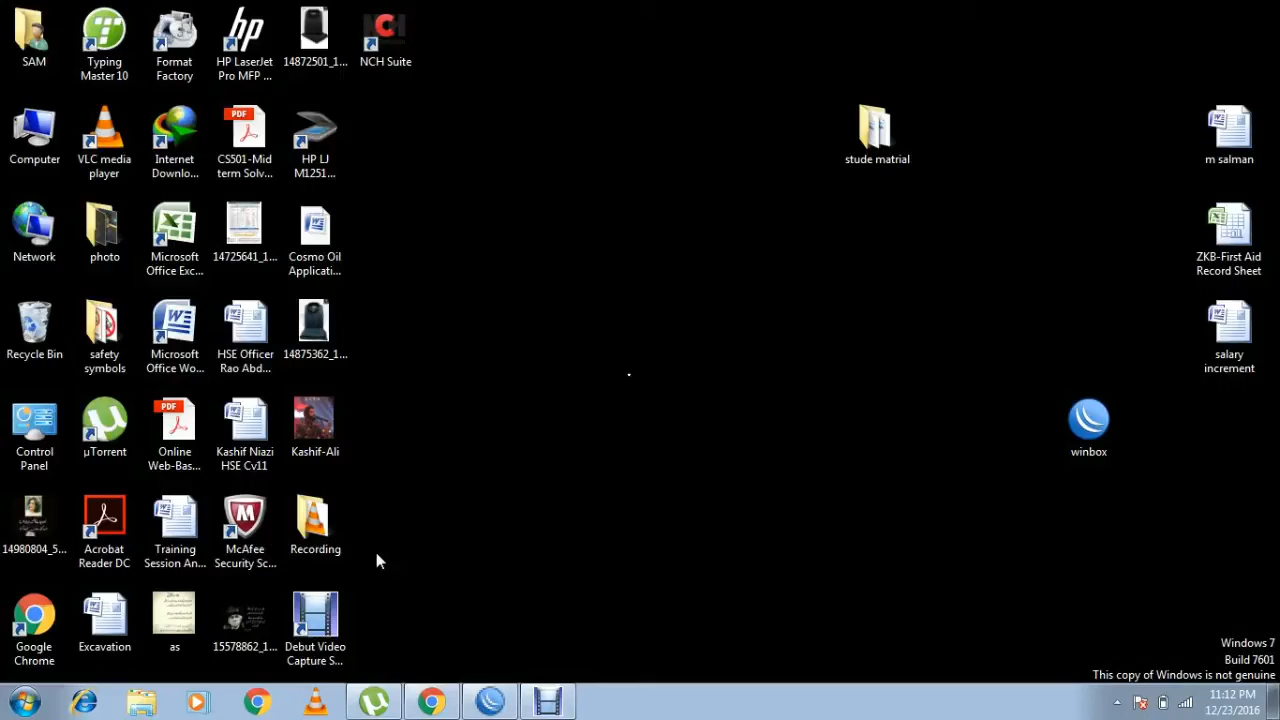 SAM
Typing
Master 10
Format
Factory
hp
HP LaserJet
Pro MFP ...
14872501_1...
NCH
NCH Suite
Computer
VLC media
player
Internet
Downlo...
PDF
CS501-Mid
term Solv...
HP LJ
M1251...
stude matrial
m salman
Network
photo
Microsoft
Office Exc...
14725641_1...
Cosmo Oil
Applicati...
ZKB-First Aid
Record Sheet
Recycle Bin
safety
symbols
Microsoft
Office Wo...
HSE Officer
Rao Abd...
14875362_1...
salary
increment
Control
Panel
µTorrent
PDF
Online
Web-Bas...
Kashif Niazi
HSE Cv11
Kashif-Ali
winbox
14980804_5...
Acrobat
Reader DC
Training
Session An...
McAfee
Security Sc...
Recording
Google
Chrome
Excavation
as
15578862_1...
Debut Video
Capture S...
Windows 7
Build 7601
This copy of Windows is not genuine
11:12 PM
12/23/2016